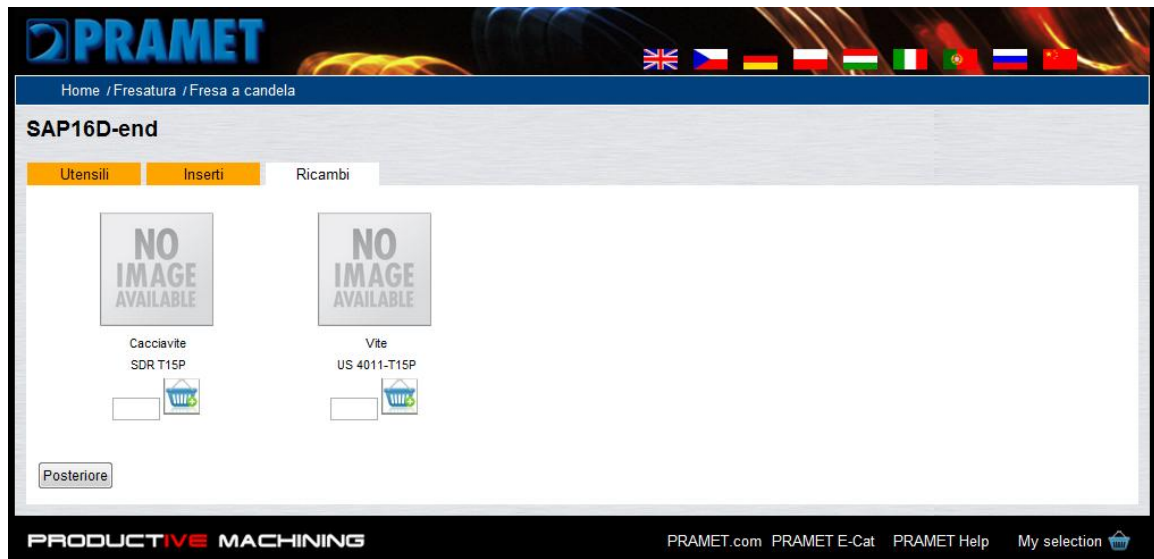 PRAMET
Home / Fresatura / Fresa a candela
SAP16D-end
Utensili Inserti Ricambi
NO IMAGE AVAILABLE NO IMAGE AVAILABLE
Cacciavite Vite
SDR T15P US 4011-T15P
Posteriore
PRODUCTIVE MACHINING PRAMET.com PRAMET E-Cat PRAMET Help My selection